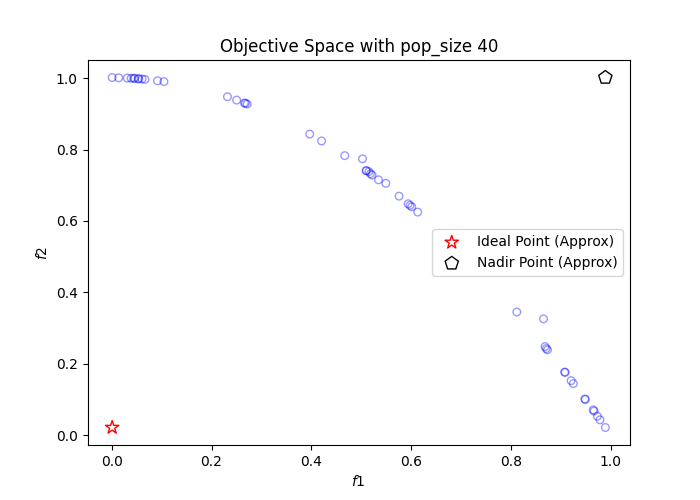 Objective Space with pop_size 40
1.0
0.8
0.6
0.4
0.2
0.0
f2
Ideal Point (Approx)
Nadir Point (Approx)
0.0 0.2 0.4 0.6 0.8 1.0
f1